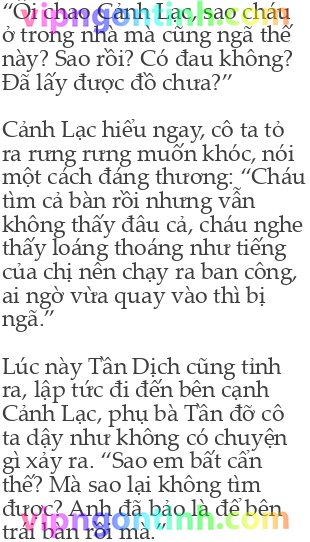 vipngontinh.com
“Ôi chao Cảnh Lạc, sao cháu
ở trong nhà mà cũng ngã thế
này? Sao rồi? Có đau không?
Đã lấy được đồ chưa?”
Cảnh Lạc hiểu ngay, cô ta tỏ
ra rưng rưng muốn khóc, nói
một cách đáng thương: “Cháu
tìm cả bàn rồi nhưng vẫn
không thấy đâu cả, cháu nghe
thấy loáng thoáng như tiếng
của chị nên chạy ra ban công,
ai ngờ vừa quay vào thì bị
ngã.”
Lúc này Tần Dịch cũng tỉnh
ra, lập tức đi đến bên cạnh
Cảnh Lạc, phụ bà Tần đỡ cô
ta dậy như không có chuyện
gì xảy ra. “Sao em bất cẩn
thế? Mà sao lại không tìm
được? Anh đã bảo là để bên
trái bàn rồi mà.”
vipngontinh.com